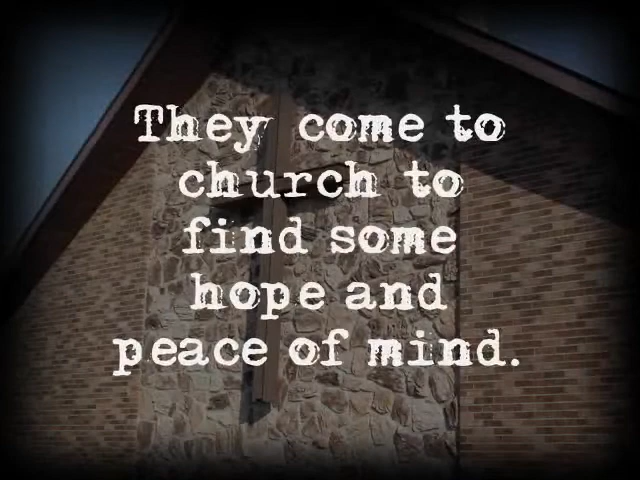 They come to
church to
find some
hope and
peace of mind.